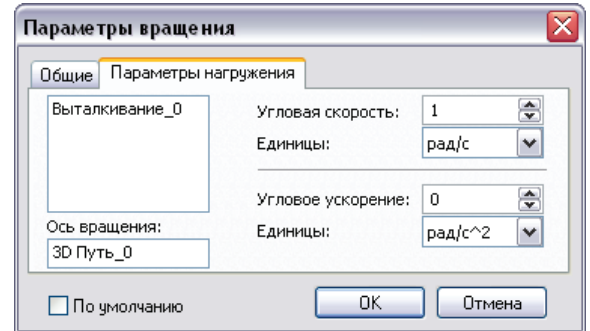 Параметры вращения
Общие
Параметры нагружения
Выталкивание_0
Ось вращения:
3D Путь_0
Угловая скорость: 1
Единицы: рад/с
Угловое ускорение: 0
Единицы: рад/с^2
По умолчанию
OK
Отмена